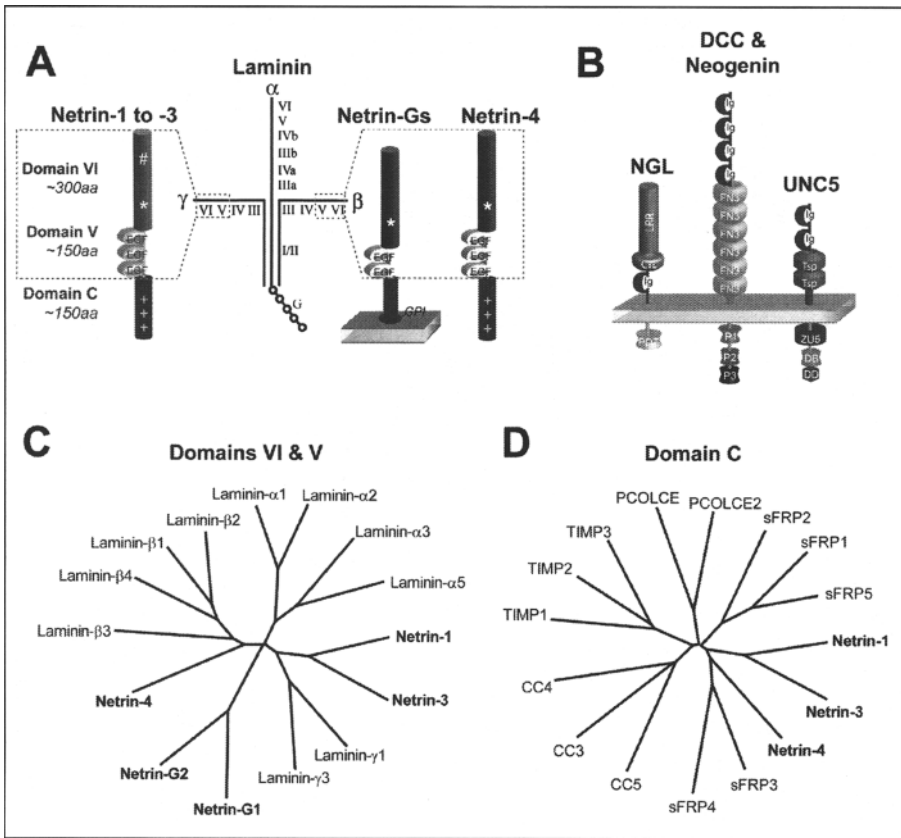 A
Laminin
α
Netrin-1 to -3
Netrin-Gs
Netrin-4
VI
V
IVb
IIIb
IVa
IIIa
Domain VI
~300aa
#
*
*
*
γ
VI V IV III
III IV V VI
β
Domain V
~150aa
EGF
EGF
EGF
I/II
EGF
EGF
EGF
EGF
EGF
Domain C
~150aa
+
+
+
G
GPI
+
+
+
B
DCC &
Neogenin
NGL
UNC5
Ig
Ig
Ig
Ig
LRR
Ig
FN3
FN3
FN3
FN3
FN3
FN3
Ig
Ig
Tsp
Tsp
P1
P2
P3
ZU5
DB
DD
C
Domains VI & V
Laminin-α1
Laminin-α2
Laminin-β2
Laminin-α3
Laminin-β1
Laminin-β4
Laminin-α5
Laminin-β3
Netrin-1
Netrin-4
Netrin-3
Laminin-γ1
Netrin-G2
Laminin-γ3
Netrin-G1
D
Domain C
PCOLCE
PCOLCE2
TIMP3
sFRP2
sFRP1
TIMP2
sFRP5
TIMP1
Netrin-1
CC4
Netrin-3
Netrin-4
CC3
CC5
sFRP3
sFRP4